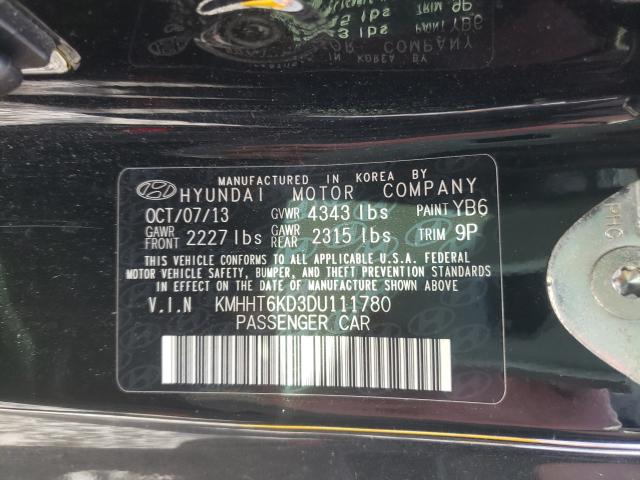 MANUFACTURED IN KOREA BY
HYUNDAI MOTOR COMPANY
OCT/07/13 GVWR 4343 lbs PAINT YB6
GAWR FRONT 2227 lbs GAWR REAR 2315 lbs TRIM 9P
THIS VEHICLE CONFORMS TO ALL APPLICABLE U.S.A. FEDERAL
MOTOR VEHICLE SAFETY, BUMPER, AND THEFT PREVENTION STANDARDS
IN EFFECT ON THE DATE OF MANUFACTURE SHOWN ABOVE.
V.I.N KMHHT6KD3DU111780
PASSENGER CAR
PHC